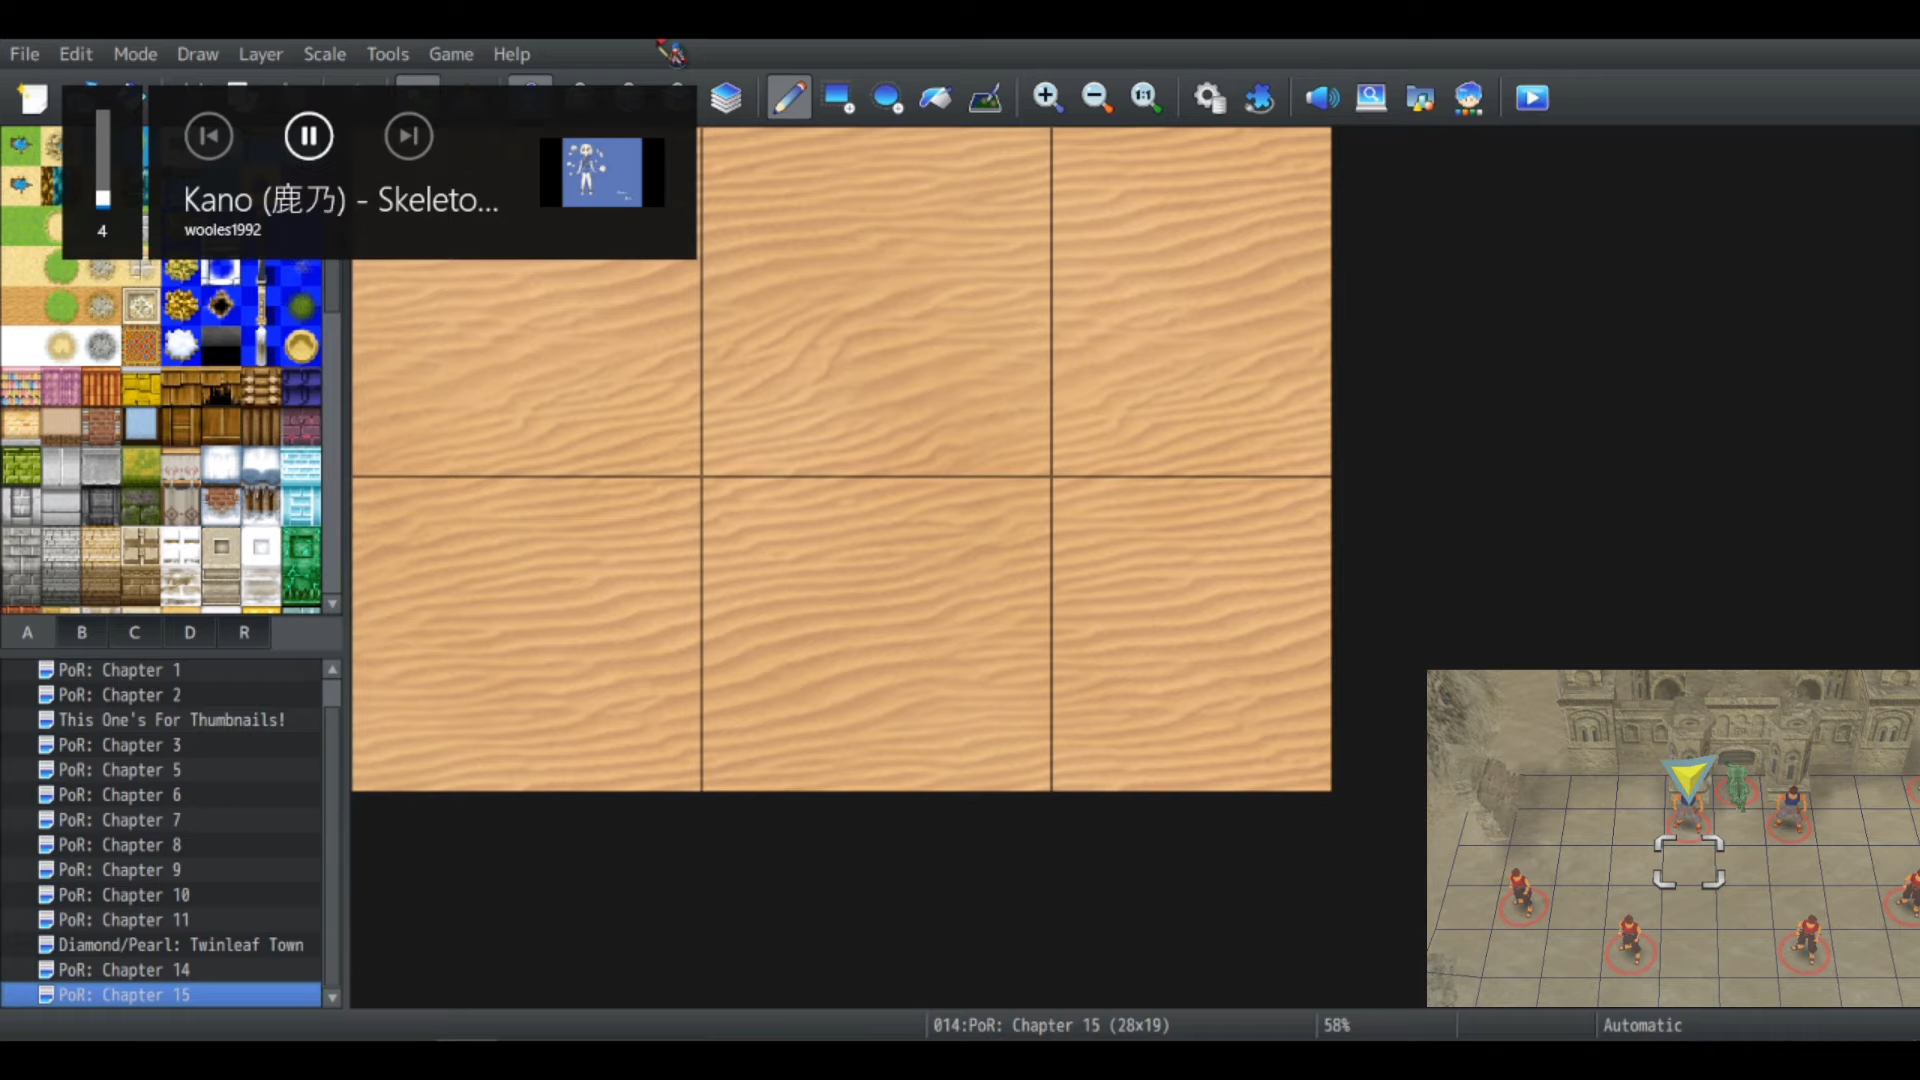 File Edit Mode Draw Layer Scale Tools Game Help
1:1
4
Kano (鹿乃) - Skeleto...
wooles1992
A B C D R
PoR: Chapter 1
PoR: Chapter 2
This One's For Thumbnails!
PoR: Chapter 3
PoR: Chapter 5
PoR: Chapter 6
PoR: Chapter 7
PoR: Chapter 8
PoR: Chapter 9
PoR: Chapter 10
PoR: Chapter 11
Diamond/Pearl: Twinleaf Town
PoR: Chapter 14
PoR: Chapter 15
014:PoR: Chapter 15 (28x19) 58% Automatic